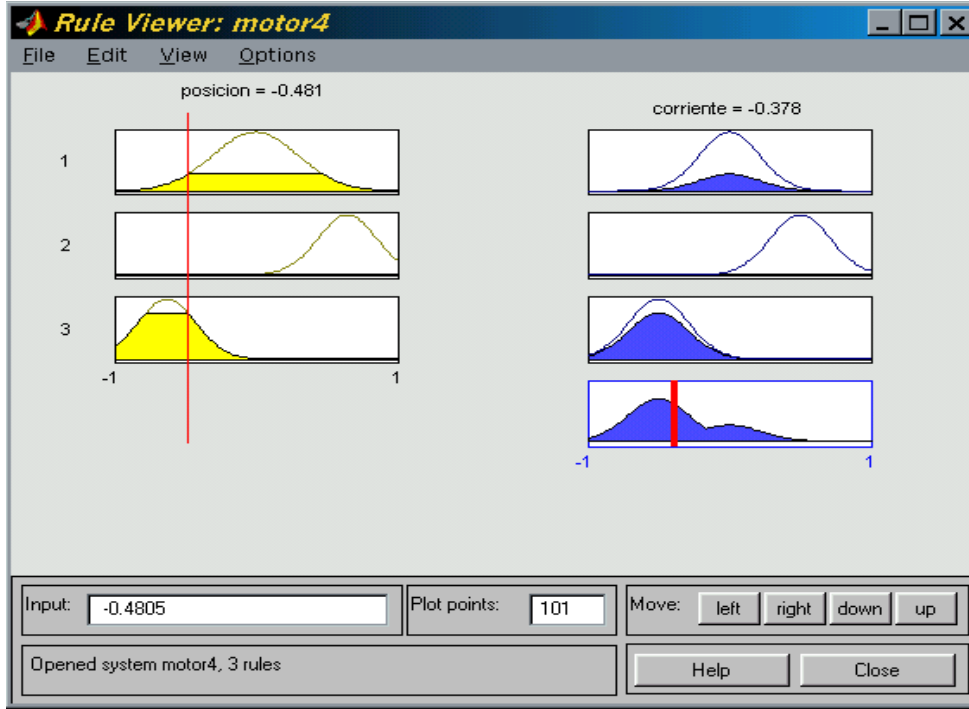 Rule Viewer: motor4
File Edit View Options
posicion = -0.481
corriente = -0.378
1
2
3
-1 1
-1 1
Input: -0.4805
Plot points: 101
Move: left right down up
Opened system motor4, 3 rules
Help Close